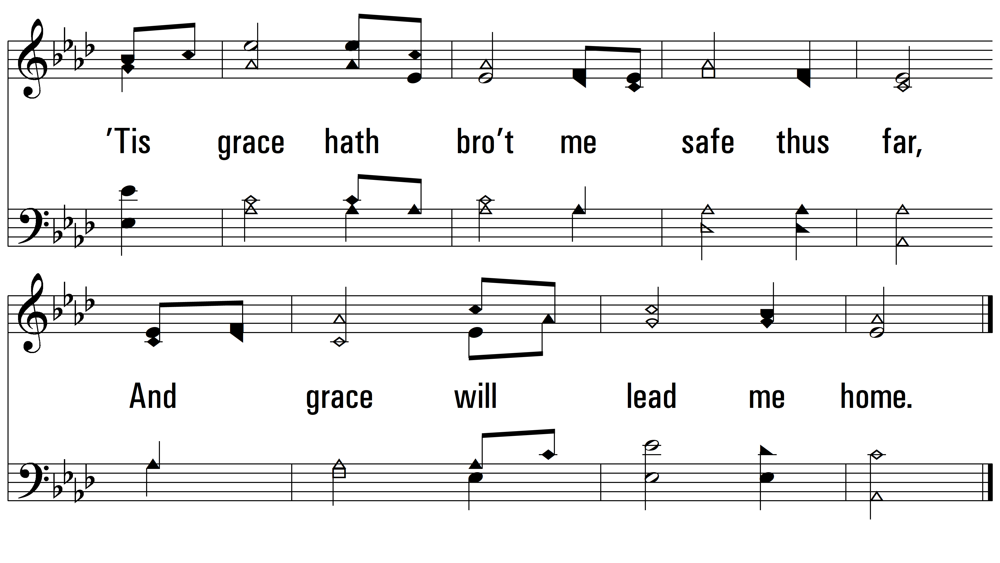 ’Tis grace hath bro’t me safe thus far,
And grace will lead me home.